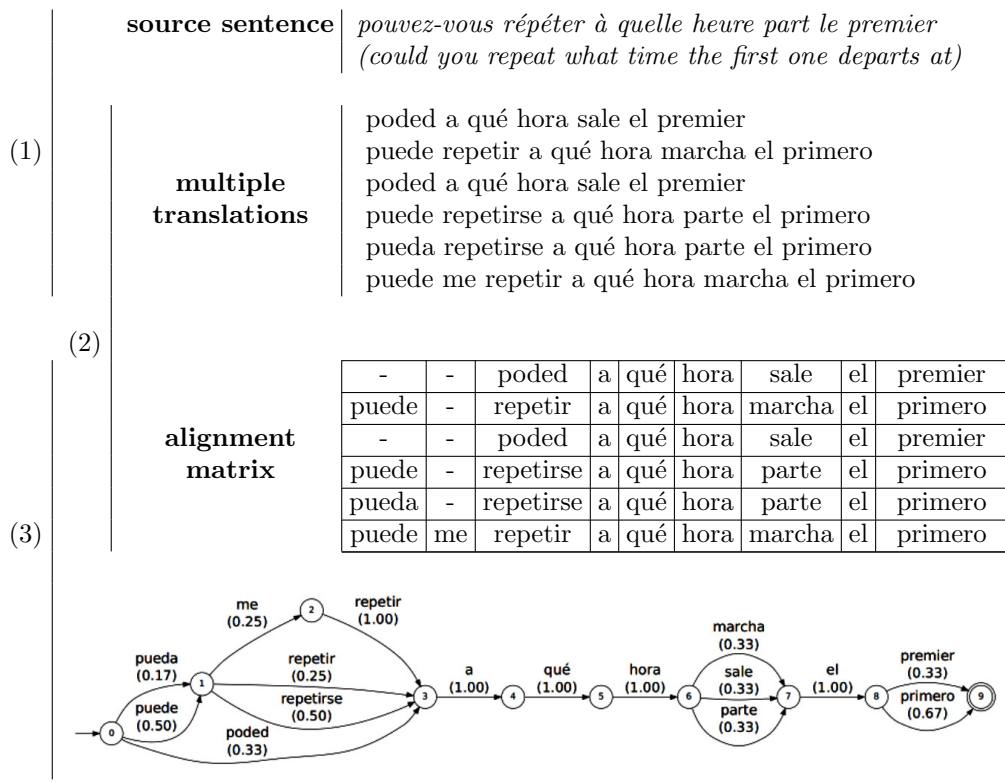 source sentence pouvez-vous répéter à quelle heure part le premier
(could you repeat what time the first one departs at)
(1)
multiple translations
poded a qué hora sale el premier
puede repetir a qué hora marcha el primero
poded a qué hora sale el premier
puede repetirse a qué hora parte el primero
pueda repetirse a qué hora parte el primero
puede me repetir a qué hora marcha el primero
(2)
alignment matrix
- - poded a qué hora sale el premier
puede - repetir a qué hora marcha el primero
- - poded a qué hora sale el premier
puede - repetirse a qué hora parte el primero
pueda - repetirse a qué hora parte el primero
puede me repetir a qué hora marcha el primero
(3)
me
(0.25)
repetir
(1.00)
pueda
(0.17)
puede
(0.50)
repetir
(0.25)
repetirse
(0.50)
poded
(0.33)
a
(1.00)
qué
(1.00)
hora
(1.00)
marcha
(0.33)
sale
(0.33)
parte
(0.33)
el
(1.00)
premier
(0.33)
primero
(0.67)
0 1 2 3 4 5 6 7 8 9